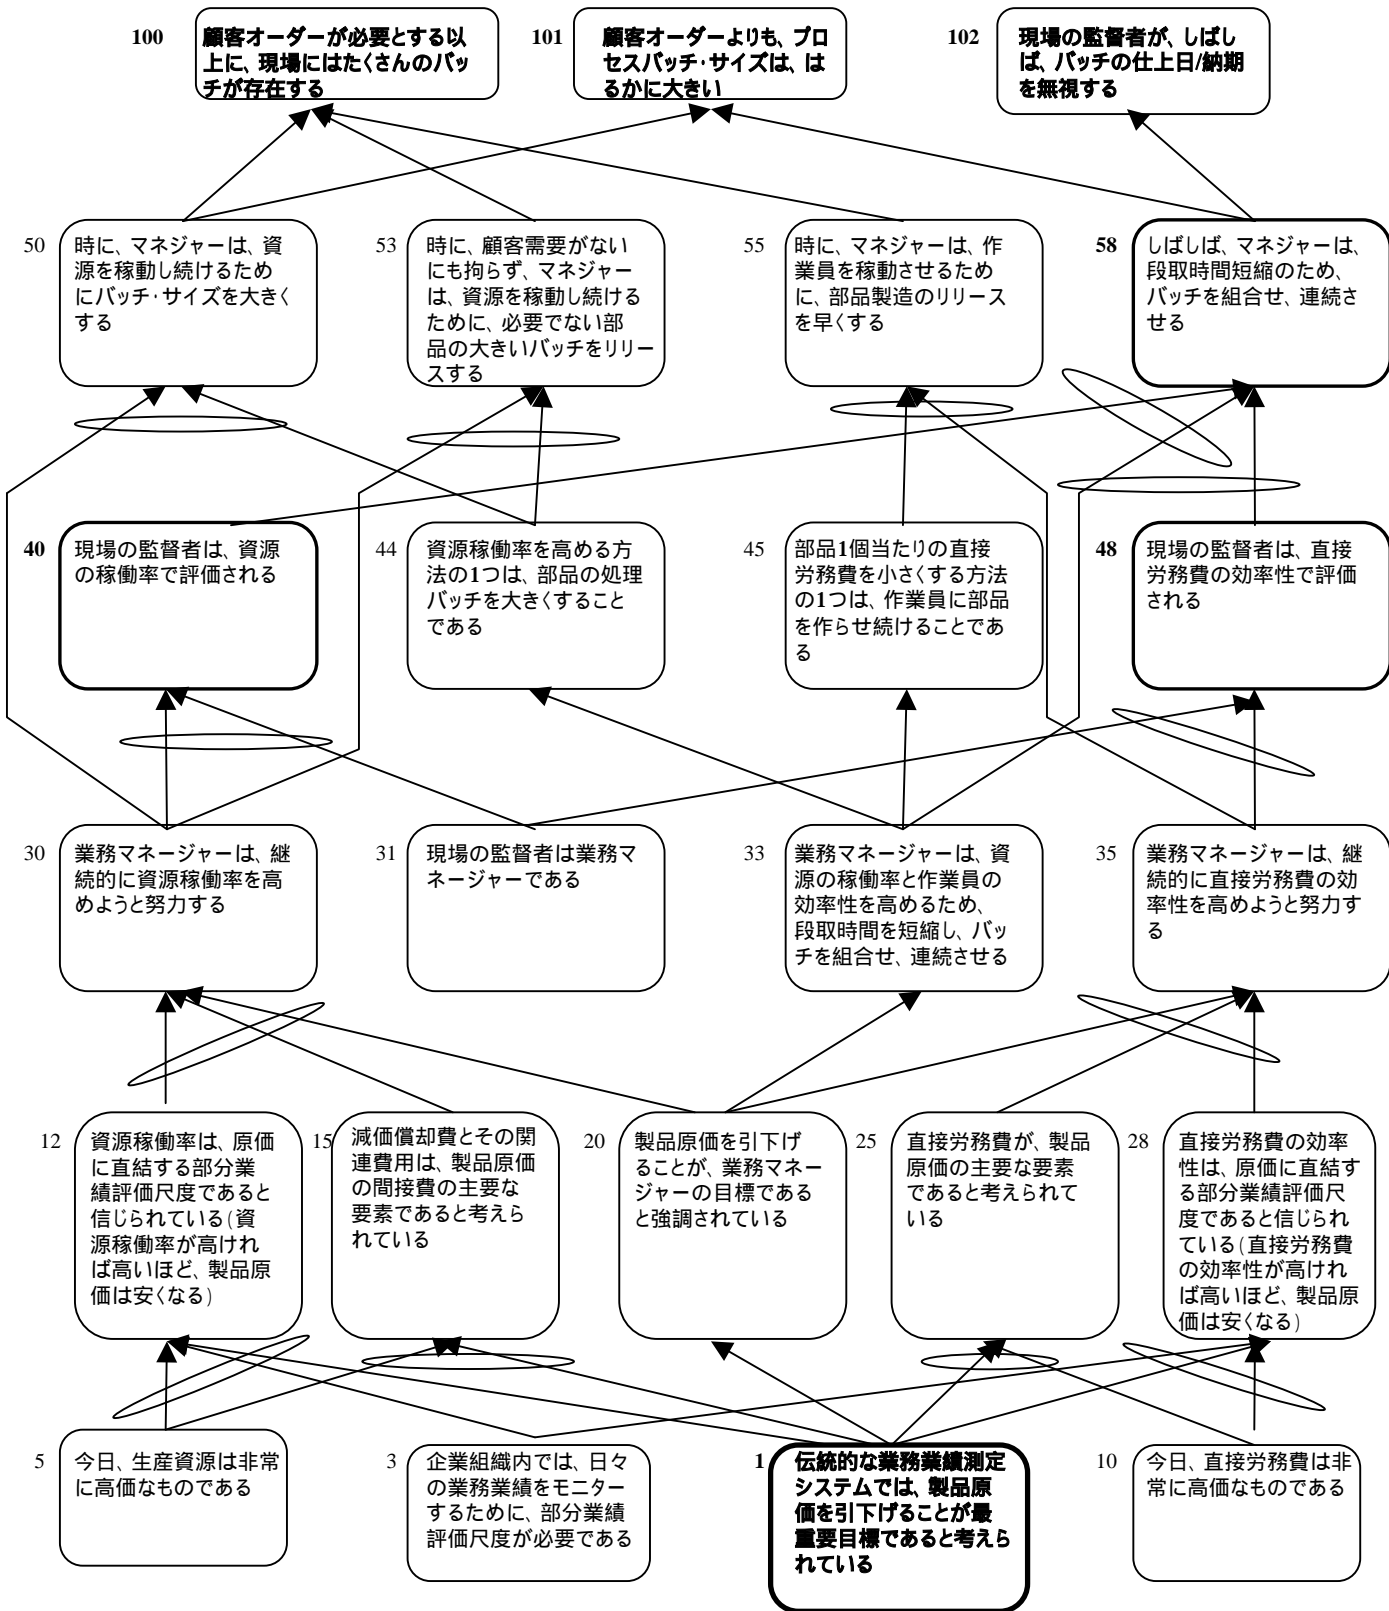 100
顧客オーダーが必要とする以
上に、現場にはたくさんのバッ
チが存在する
101
顧客オーダーよりも、プロ
セスバッチ・サイズは、は
るかに大きい
102
現場の監督者が、しばし
ば、バッチの仕上日/納期
を無視する
50
時に、マネジャーは、資
源を稼動し続けるため
にバッチ・サイズを大きく
する
53
時に、顧客需要がない
にも拘らず、マネジャー
は、資源を稼動し続ける
ために、必要でない部
品の大きいバッチをリリー
スする
55
時に、マネジャーは、作
業員を稼動させるため
に、部品製造のリリース
を早くする
58
しばしば、マネジャーは、
段取時間短縮のため、
バッチを組合せ、連続さ
せる
40
現場の監督者は、資源
の稼働率で評価される
44
資源稼働率を高める方
法の1つは、部品の処理
バッチを大きくすること
である
45
部品1個当たりの直接
労務費を小さくする方法
の1つは、作業員に部品
を作らせ続けることであ
る
48
現場の監督者は、直接
労務費の効率性で評価
される
30
業務マネージャーは、継
続的に資源稼働率を高
めようと努力する
31
現場の監督者は業務マ
ネージャーである
33
業務マネージャーは、資
源の稼働率と作業員の
効率性を高めるため、
段取時間を短縮し、バッ
チを組合せ、連続させる
35
業務マネージャーは、継
続的に直接労務費の効
率性を高めようと努力す
る
12
資源稼働率は、原価
に直結する部分業
績評価尺度であると
信じられている(資
源稼働率が高けれ
ば高いほど、製品原
価は安くなる)
15
減価償却費とその関
連費用は、製品原価
の間接費の主要な
要素であると考えら
れている
20
製品原価を引下げ
ることが、業務マネー
ジャーの目標である
と強調されている
25
直接労務費が、製品
原価の主要な要素
であると考えられて
いる
28
直接労務費の効率
性は、原価に直結す
る部分業績評価尺
度であると信じられ
ている(直接労務費
の効率性が高けれ
ば高いほど、製品原
価は安くなる)
5
今日、生産資源は非常
に高価なものである
3
企業組織内では、日々
の業務業績をモニター
するために、部分業績
評価尺度が必要である
1
伝統的な業務業績測定
システムでは、製品原
価を引下げることが最
重要目標であると考えら
れている
10
今日、直接労務費は非
常に高価なものである